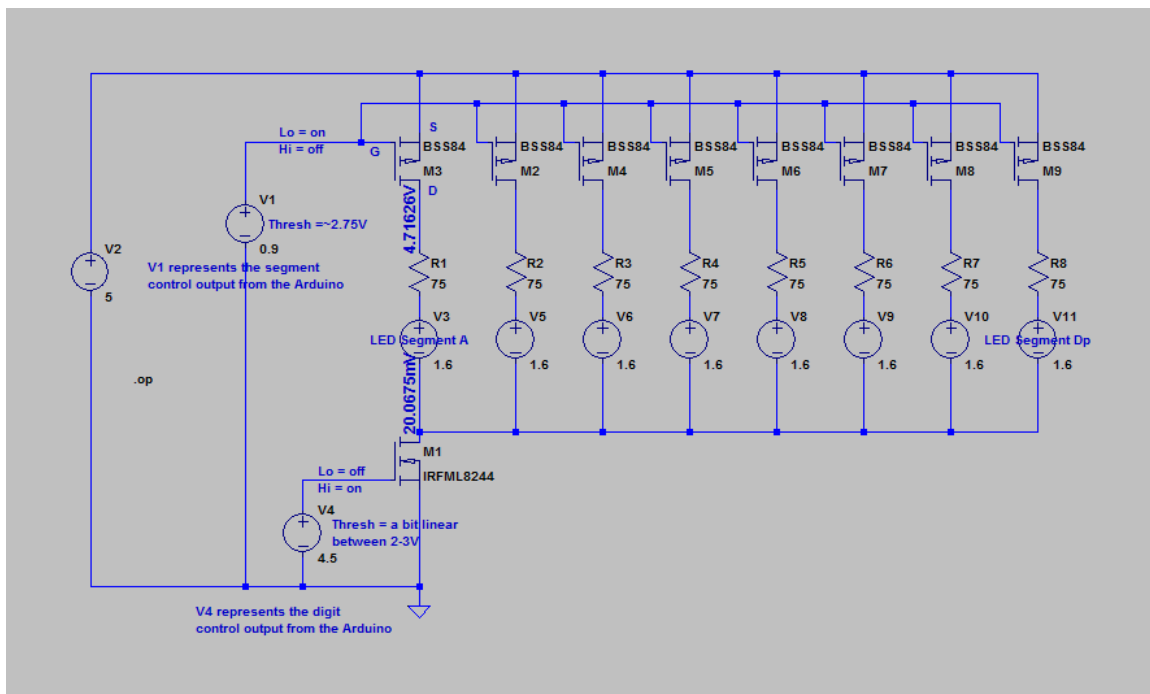 Lo = on
Hi = off
S
G
D
BSS84
M3
BSS84
M2
BSS84
M4
BSS84
M5
BSS84
M6
BSS84
M7
BSS84
M8
BSS84
M9
4.71626V
V1
Thresh =~2.75V
0.9
V2
5
V1 represents the segment
control output from the Arduino
R1
75
R2
75
R3
75
R4
75
R5
75
R6
75
R7
75
R8
75
V3
LED Segment A
1.6
V5
1.6
V6
1.6
V7
1.6
V8
1.6
V9
1.6
V10
1.6
V11
LED Segment Dp
1.6
.op
20.0675mV
M1
IRFML8244
Lo = off
Hi = on
V4
Thresh = a bit linear
between 2-3V
4.5
V4 represents the digit
control output from the Arduino